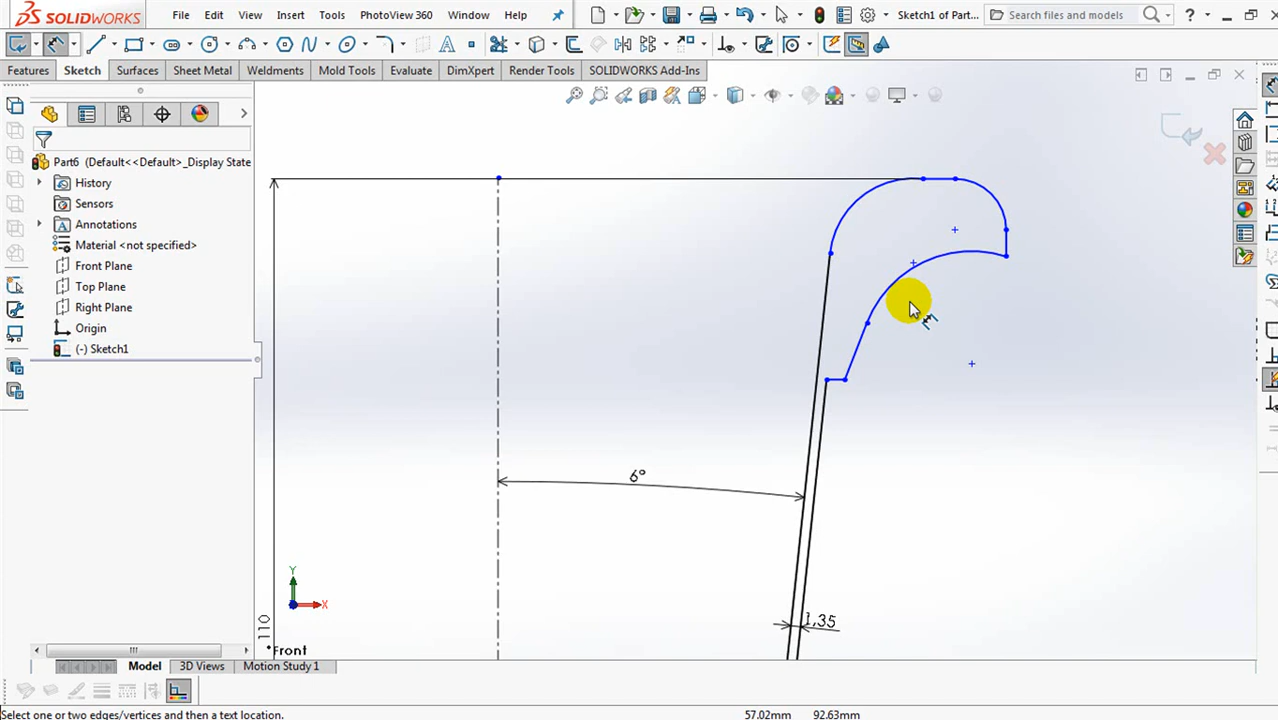 SOLIDWORKS File Edit View Insert Tools PhotoView 360 Window Help Sketch1 of Part... Search files and models ?
Features Sketch Surfaces Sheet Metal Weldments Mold Tools Evaluate DimXpert Render Tools SOLIDWORKS Add-Ins
Part6 (Default<<Default>_Display State
History
Sensors
Annotations
Material <not specified>
Front Plane
Top Plane
Right Plane
Origin
(-) Sketch1
6°
1,35
110
Y
X
*Front
Model 3D Views Motion Study 1
Select one or two edges/vertices and then a text location. 57.02mm 92.63mm